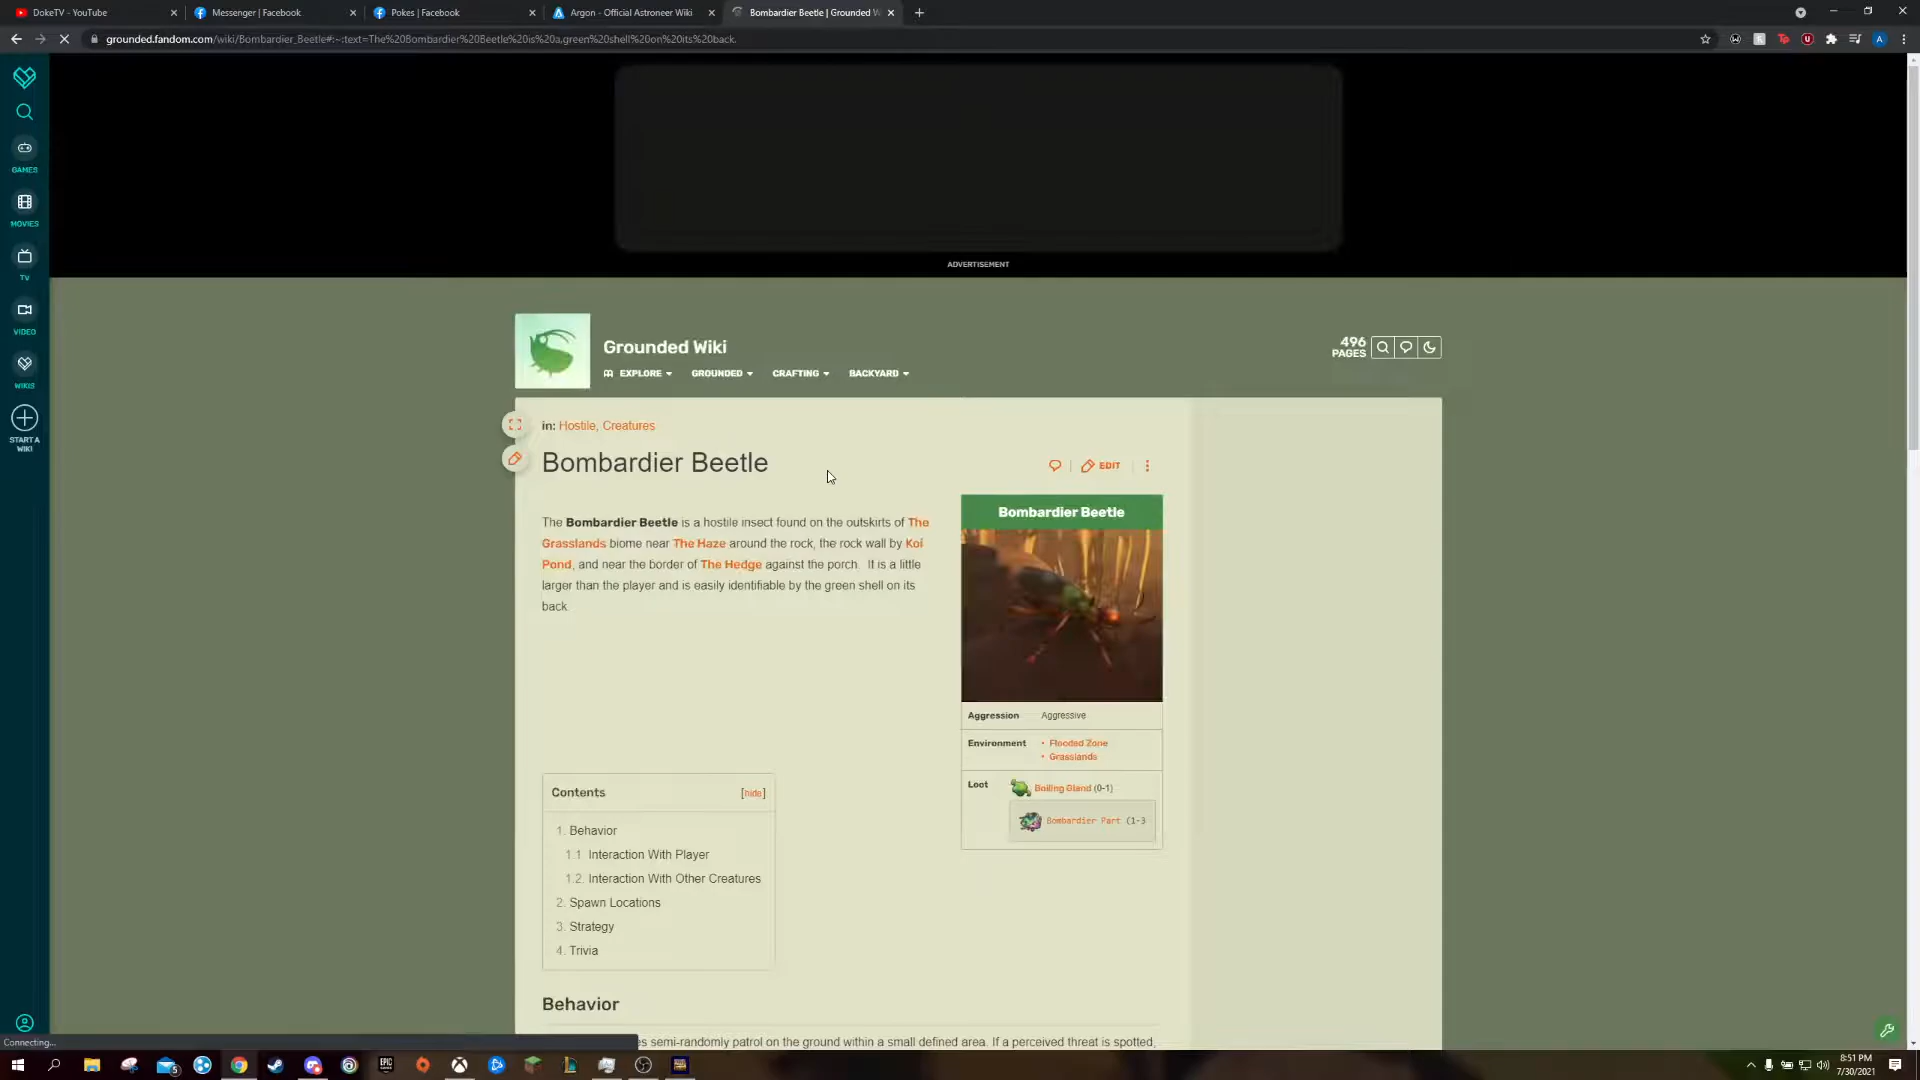 DokeTV - YouTube
Messenger | Facebook
Pokes | Facebook
Argon - Official Astroneer Wiki
Bombardier Beetle | Grounded W
grounded.fandom.com/wiki/Bombardier_Beetle#:~:text=The%20Bombardier%20Beetle%20is%20a,green%20shell%20on%20its%20back.
GAMES
MOVIES
TV
VIDEO
WIKIS
START A
WIKI
ADVERTISEMENT
Grounded Wiki
EXPLORE
GROUNDED
CRAFTING
BACKYARD
496
PAGES
in: Hostile, Creatures
Bombardier Beetle
EDIT
The Bombardier Beetle is a hostile insect found on the outskirts of The
Grasslands biome near The Haze around the rock, the rock wall by Koi
Pond, and near the border of The Hedge against the porch. It is a little
larger than the player and is easily identifiable by the green shell on its
back.
Bombardier Beetle
Aggression Aggressive
Environment • Flooded Zone
• Grasslands
Loot Boiling Gland (0-1)
Bombardier Part (1-3
Contents [hide]
1. Behavior
1.1. Interaction With Player
1.2. Interaction With Other Creatures
2. Spawn Locations
3. Strategy
4. Trivia
Behavior
s semi-randomly patrol on the ground within a small defined area. If a perceived threat is spotted,
Connecting...
5
EPIC
GAMES
8:51 PM
7/30/2021